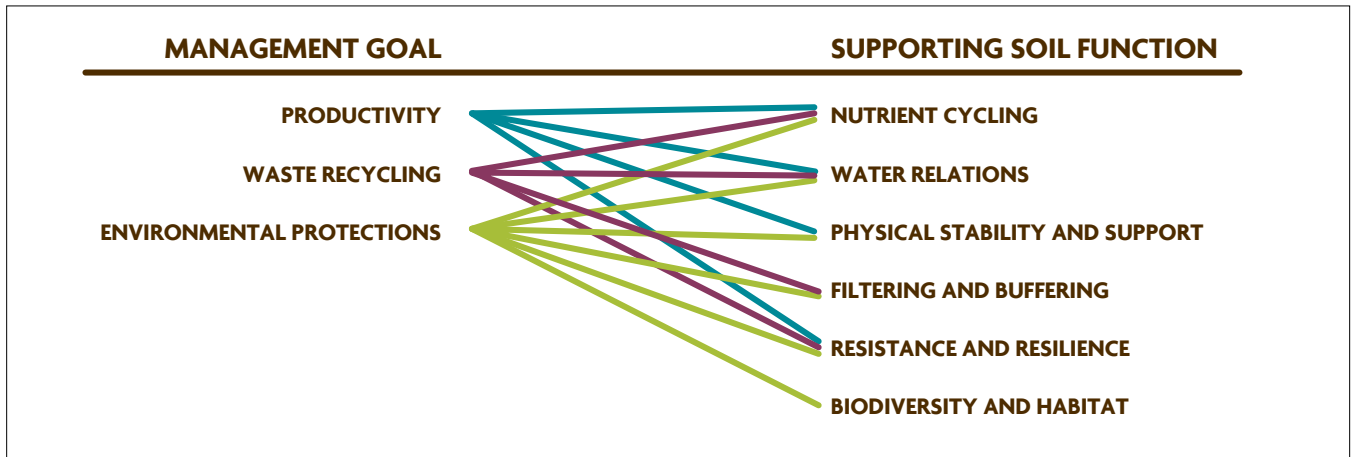 MANAGEMENT GOAL
SUPPORTING SOIL FUNCTION
PRODUCTIVITY
WASTE RECYCLING
ENVIRONMENTAL PROTECTIONS
NUTRIENT CYCLING
WATER RELATIONS
PHYSICAL STABILITY AND SUPPORT
FILTERING AND BUFFERING
RESISTANCE AND RESILIENCE
BIODIVERSITY AND HABITAT